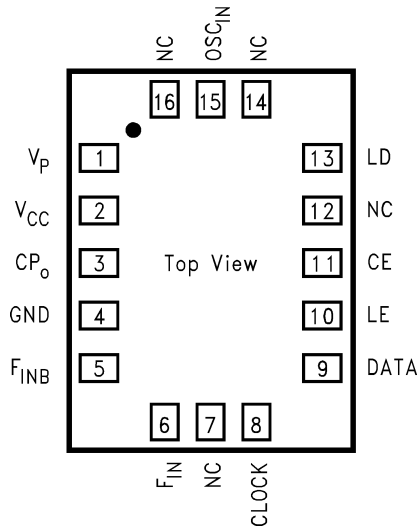 NC OSC_IN NC
16 15 14
V_P 1 13 LD
V_CC 2 12 NC
CP_o 3 Top View 11 CE
GND 4 10 LE
F_INB 5 9 DATA
6 7 8
F_IN NC CLOCK